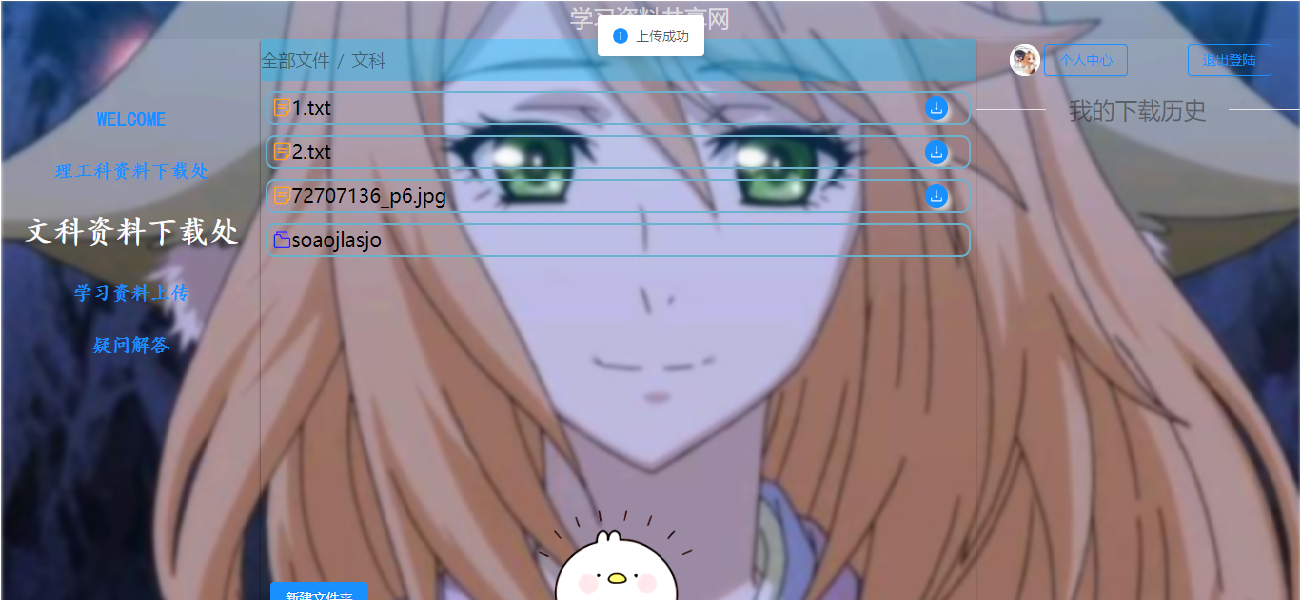 学习资料共享网
上传成功
全部文件 / 文科
个人中心
退出登陆
WELCOME
理工科资料下载处
文科资料下载处
学习资料上传
疑问解答
1.txt
2.txt
72707136_p6.jpg
soaojlasjo
我的下载历史
新建文件夹